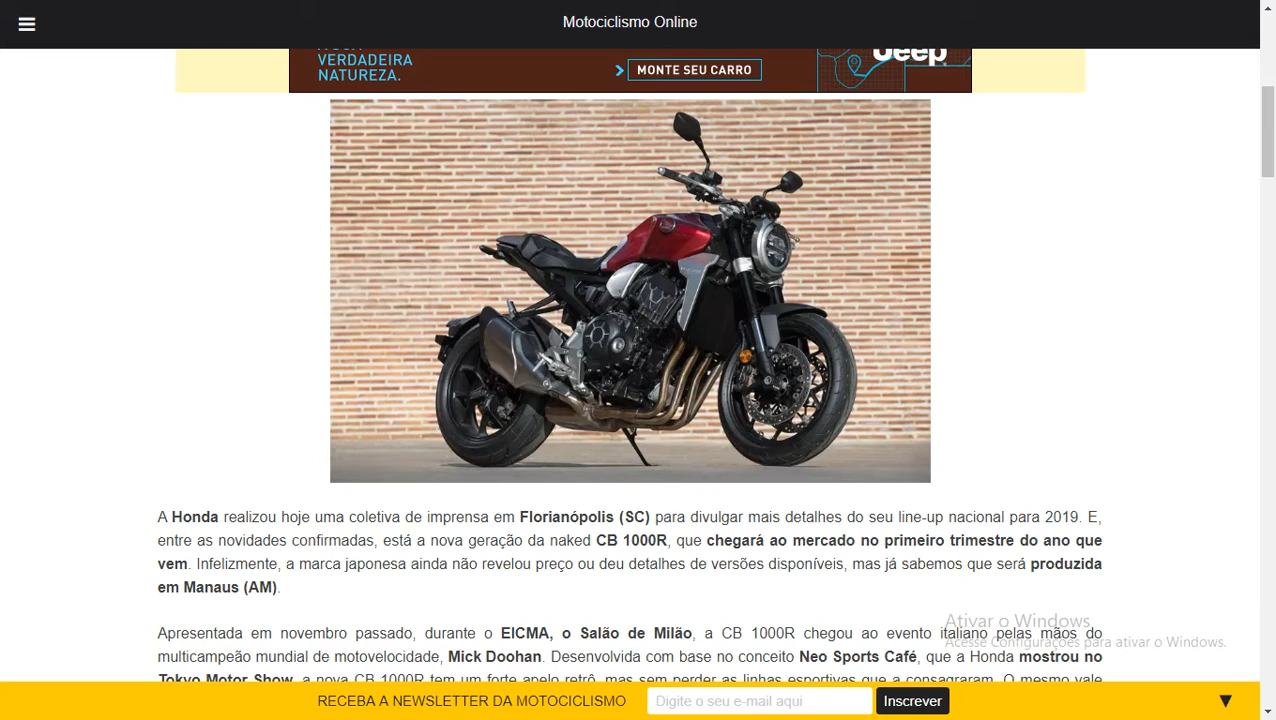 Motociclismo Online
VERDADEIRA
NATUREZA.
MONTE SEU CARRO
Jeep
A Honda realizou hoje uma coletiva de imprensa em Florianópolis (SC) para divulgar mais detalhes do seu line-up nacional para 2019. E,
entre as novidades confirmadas, está a nova geração da naked CB 1000R, que chegará ao mercado no primeiro trimestre do ano que
vem. Infelizmente, a marca japonesa ainda não revelou preço ou deu detalhes de versões disponíveis, mas já sabemos que será produzida
em Manaus (AM).
Apresentada em novembro passado, durante o EICMA, o Salão de Milão, a CB 1000R chegou ao evento italiano pelas mãos do
multicampeão mundial de motovelocidade, Mick Doohan. Desenvolvida com base no conceito Neo Sports Café, que a Honda mostrou no
Tokyo Motor Show, a nova CB 1000R tem um forte apelo retrô, mas sem perder as linhas esportivas que a consagraram. O mesmo vale
Ativar o Windows
Acesse Configurações para ativar o Windows.
RECEBA A NEWSLETTER DA MOTOCICLISMO
Digite o seu e-mail aqui
Inscrever